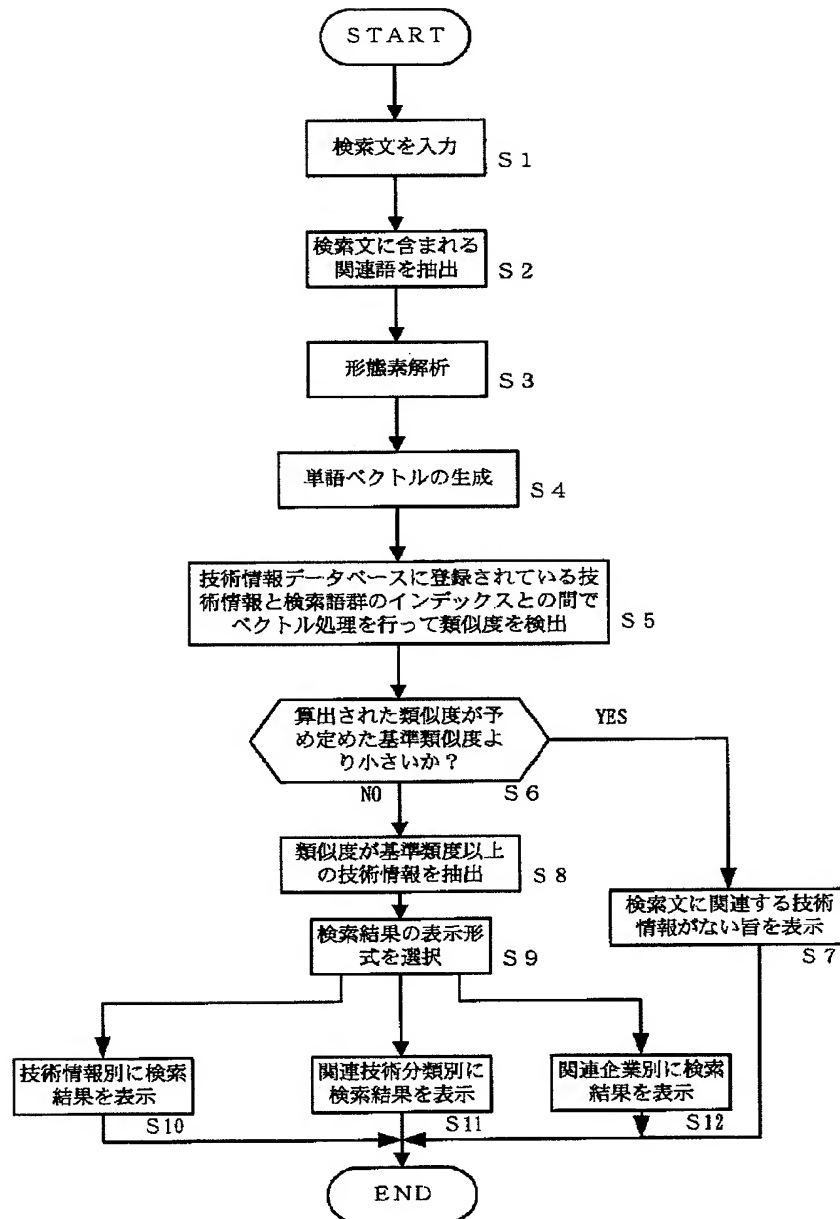 START
検索文を入力
S1
検索文に含まれる
関連語を抽出
S2
形態素解析
S3
単語ベクトルの生成
S4
技術情報データベースに登録されている技
術情報と検索語群のインデックスとの間で
ベクトル処理を行って類似度を検出
S5
算出された類似度が予
め定めた基準類似度よ
り小さいか?
YES
NO
S6
類似度が基準類度以上
の技術情報を抽出
S8
検索文に関連する技術
情報がない旨を表示
S7
検索結果の表示形
式を選択
S9
技術情報別に検索
結果を表示
S10
関連技術分類別に
検索結果を表示
S11
関連企業別に検索
結果を表示
S12
END